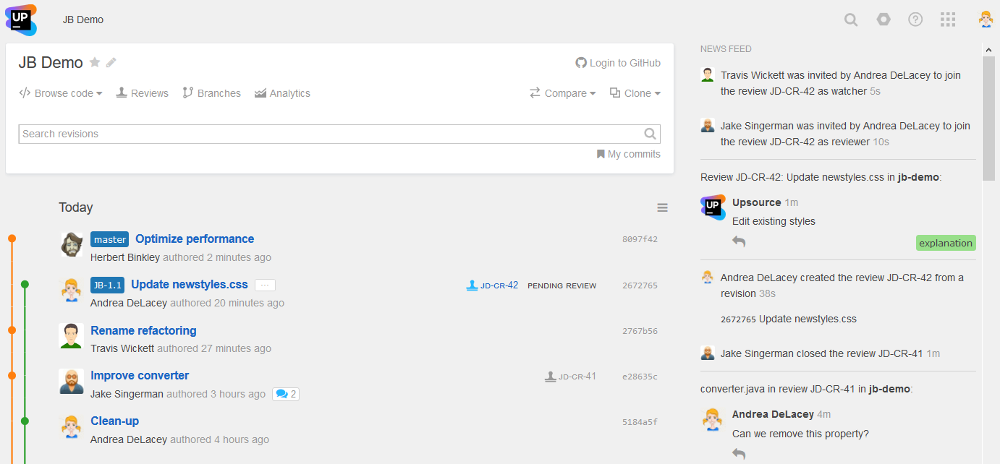 UP
JB Demo
JB Demo
Login to GitHub
Browse code
Reviews
Branches
Analytics
Compare
Clone
Search revisions
My commits
Today
master Optimize performance
8097f42
Herbert Binkley authored 2 minutes ago
JB-1.1 Update newstyles.css ...
JD-CR-42 PENDING REVIEW
2672765
Andrea DeLacey authored 20 minutes ago
Rename refactoring
2767b56
Travis Wickett authored 27 minutes ago
Improve converter
JD-CR-41
e28635c
Jake Singerman authored 3 hours ago 2
Clean-up
5184a5f
Andrea DeLacey authored 4 hours ago
NEWS FEED
Travis Wickett was invited by Andrea DeLacey to join
the review JD-CR-42 as watcher 5s
Jake Singerman was invited by Andrea DeLacey to join
the review JD-CR-42 as reviewer 10s
Review JD-CR-42: Update newstyles.css in jb-demo:
UP
Upsource 1m
Edit existing styles
explanation
Andrea DeLacey created the review JD-CR-42 from a
revision 38s
2672765 Update newstyles.css
Jake Singerman closed the review JD-CR-41 1m
converter.java in review JD-CR-41 in jb-demo:
Andrea DeLacey 4m
Can we remove this property?